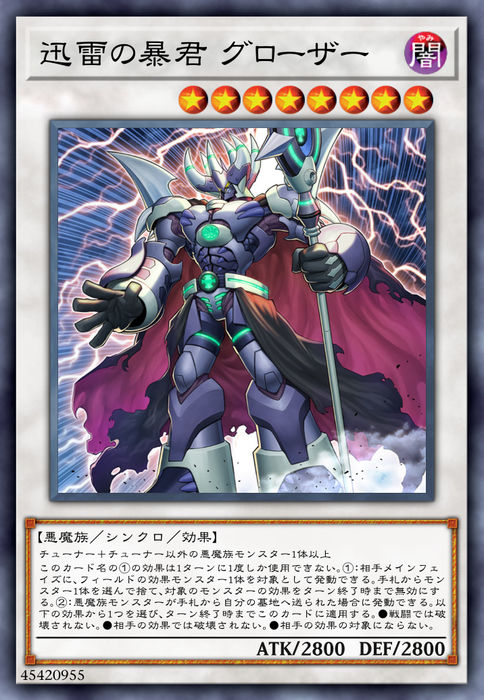 迅雷の暴君 グローザー
やみ
闇
【悪魔族／シンクロ／効果】
チューナー＋チューナー以外の悪魔族モンスター1体以上
このカード名の①の効果は1ターンに1度しか使用できない。①：相手メインフェ
イズに、フィールドの効果モンスター1体を対象として発動できる。手札からモン
スター1体を選んで捨て、対象のモンスターの効果をターン終了時まで無効にす
る。②：悪魔族モンスターが手札から自分の墓地へ送られた場合に発動できる。以
下の効果から1つを選び、ターン終了時までこのカードに適用する。●戦闘では破
壊されない。●相手の効果では破壊されない。●相手の効果の対象にならない。
ATK/2800 DEF/2800
45420955